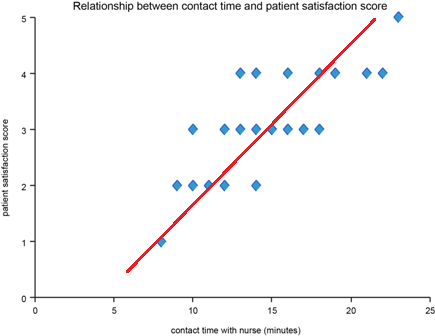 Relationship between contact time and patient satisfaction score
patient satisfaction score
5
4
3
2
1
0
0 5 10 15 20 25
contact time with nurse (minutes)